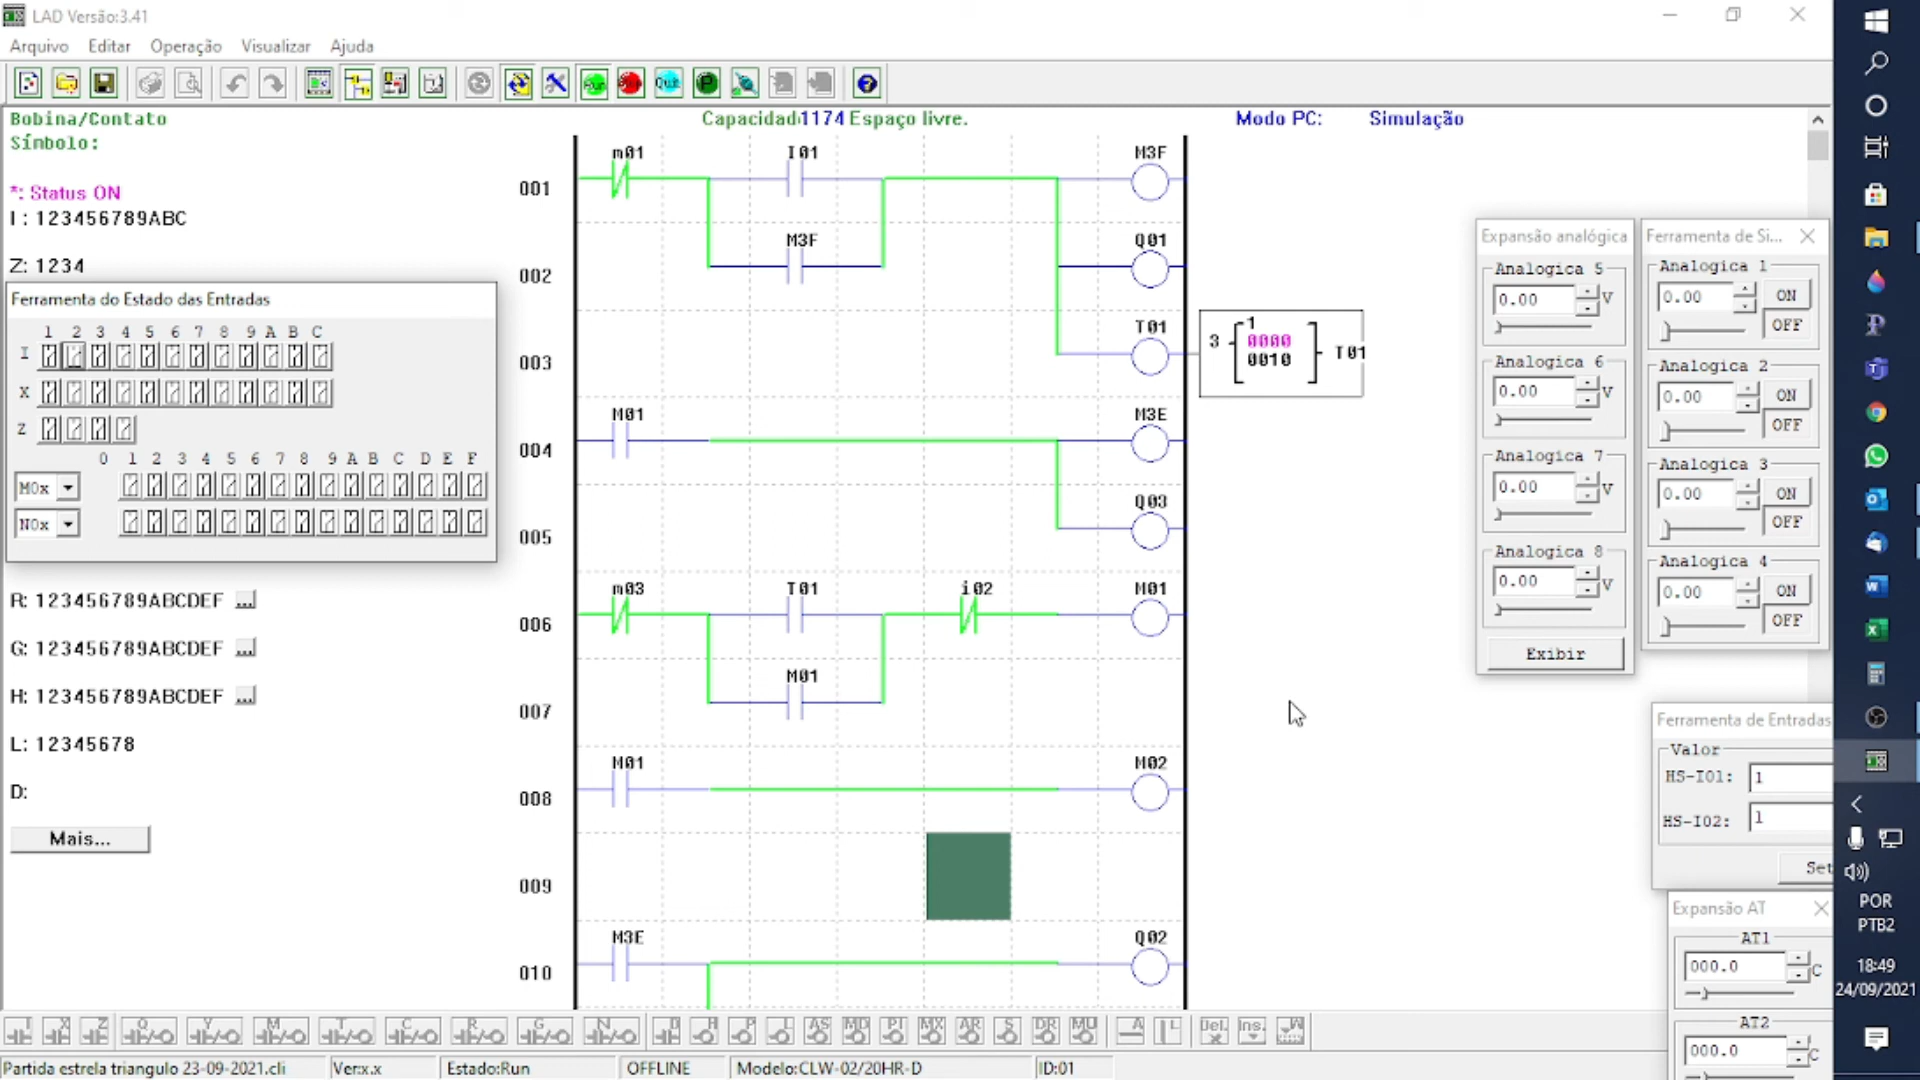 LAD Versão:3.41
Arquivo Editar Operação Visualizar Ajuda
Bobina/Contato
Símbolo:
Capacidad 1174 Espaço livre.
Modo PC: Simulação
*: Status ON
I : 123456789ABC
Z: 1234
Ferramenta do Estado das Entradas
1 2 3 4 5 6 7 8 9 A B C
I
X
Z
0 1 2 3 4 5 6 7 8 9 A B C D E F
M0x
N0x
R: 123456789ABCDEF ...
G: 123456789ABCDEF ...
H: 123456789ABCDEF ...
L: 12345678
D:
Mais...
m01 I01 M3F
001
M3F Q01
002
T01
003
3 1 0000 0010 T01
M01 M3E
004
Q03
005
m03 T01 i02 M01
006
M01
007
M01 M02
008
009
M3E Q02
010
Expansão analógica
Analogica 5
0.00 V
Analogica 6
0.00 V
Analogica 7
0.00 V
Analogica 8
0.00 V
Exibir
Ferramenta de Si...
Analogica 1
0.00 ON
OFF
Analogica 2
0.00 ON
OFF
Analogica 3
0.00 ON
OFF
Analogica 4
0.00 ON
OFF
Ferramenta de Entradas
Valor
HS-I01: 1
HS-I02: 1
Set
Expansão AT
AT1
000.0 C
AT2
000.0 C
POR
PTB2
18:49
24/09/2021
Partida estrela triangulo 23-09-2021.cli Ver:x.x Estado:Run OFFLINE Modelo:CLW-02/20HR-D ID:01